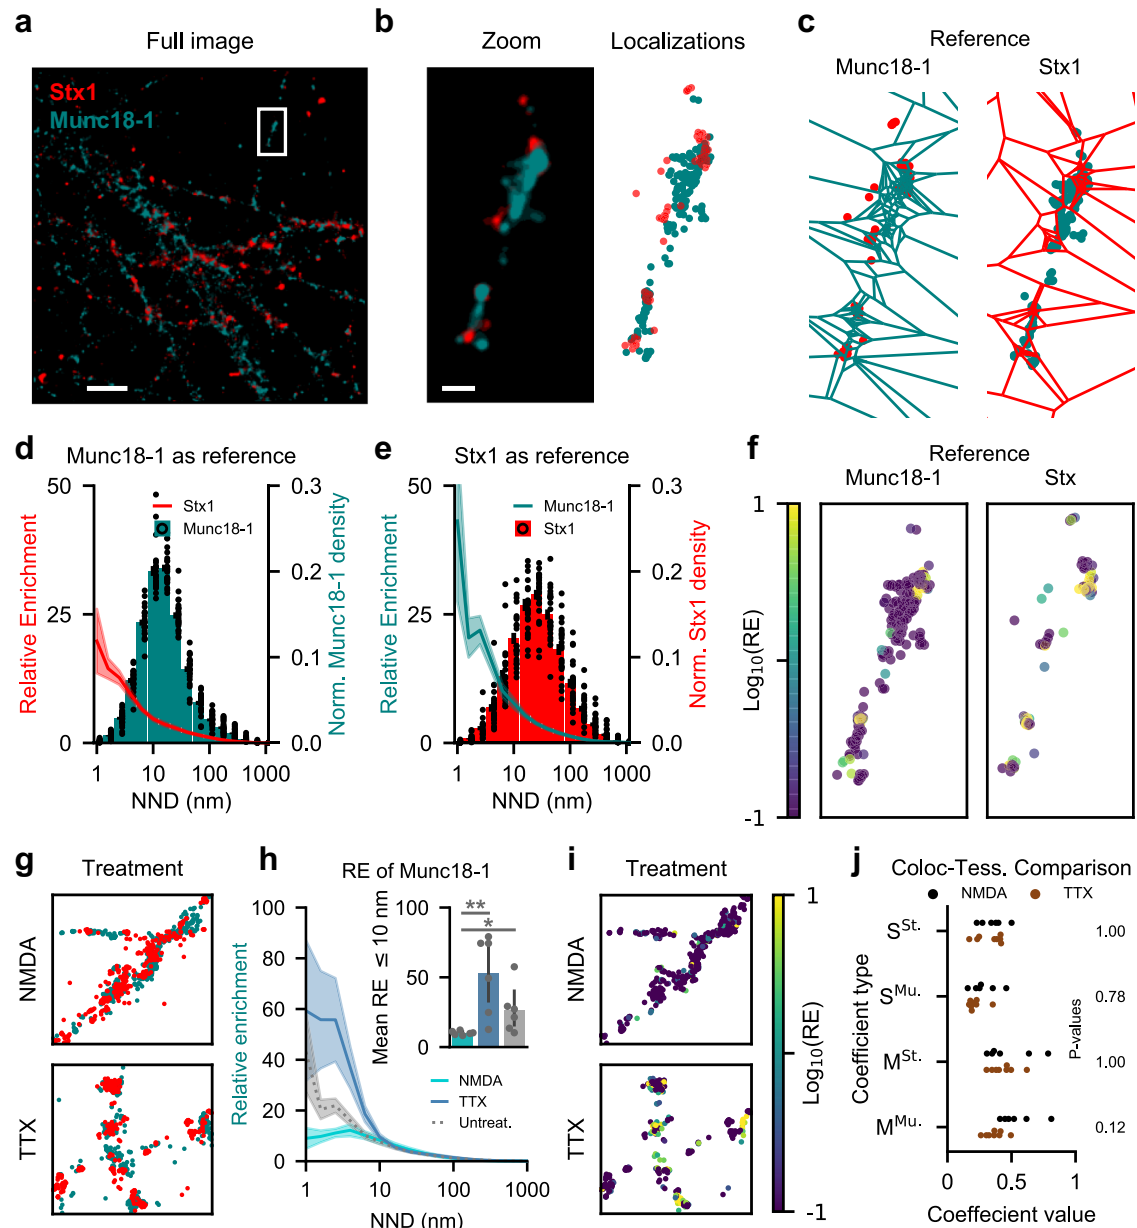 a
Full image
Stx1
Munc18-1
b
Zoom
Localizations
c
Reference
Munc18-1
Stx1
d
Munc18-1 as reference
Relative Enrichment
50
25
0
Stx1
Munc18-1
0.3
0.2
0.1
0.0
Norm. Munc18-1 density
1
10
100
1000
NND (nm)
e
Stx1 as reference
Relative Enrichment
50
25
0
Munc18-1
Stx1
0.3
0.2
0.1
0.0
Norm. Stx1 density
1
10
100
1000
NND (nm)
f
Reference
Munc18-1
Stx
1
Log₁₀(RE)
-1
g
Treatment
NMDA
TTX
h
RE of Munc18-1
Relative enrichment
100
80
60
40
20
0
Mean RE ≤ 10 nm
100
50
0
**
*
NMDA
TTX
Untreat.
1
10
100
1000
NND (nm)
i
Treatment
NMDA
TTX
1
Log₁₀(RE)
-1
j
Coloc-Tess. Comparison
NMDA
TTX
Coefficient type
Sˢᵗ·
1.00
Sᴹᵘ·
0.78
Mˢᵗ·
1.00
Mᴹᵘ·
0.12
P-values
0
0.5
1
Coeffecient value